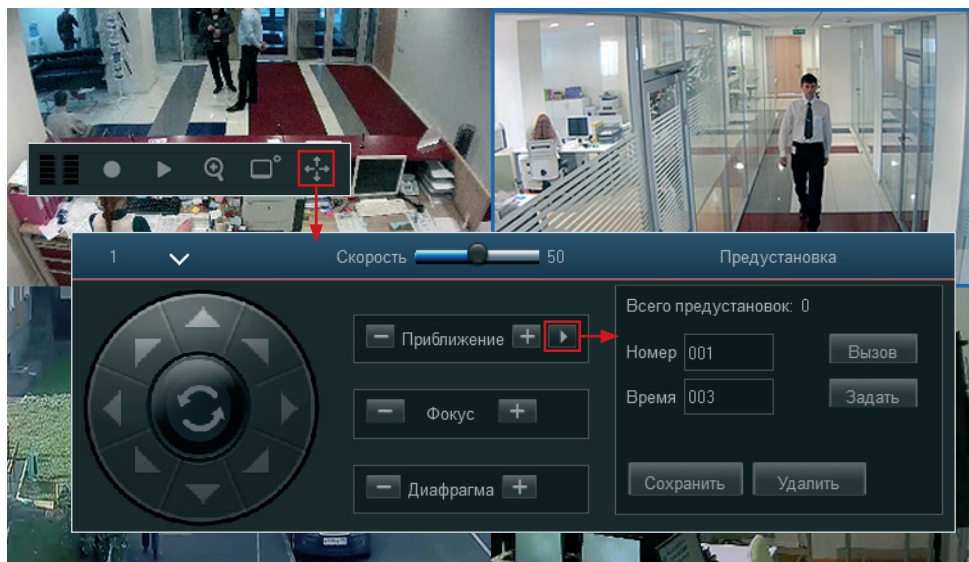 1 Скорость 50 Предустановка
Всего предустановок: 0
Приближение
Номер 001 Вызов
Время 003 Задать
Фокус
Диафрагма
Сохранить Удалить